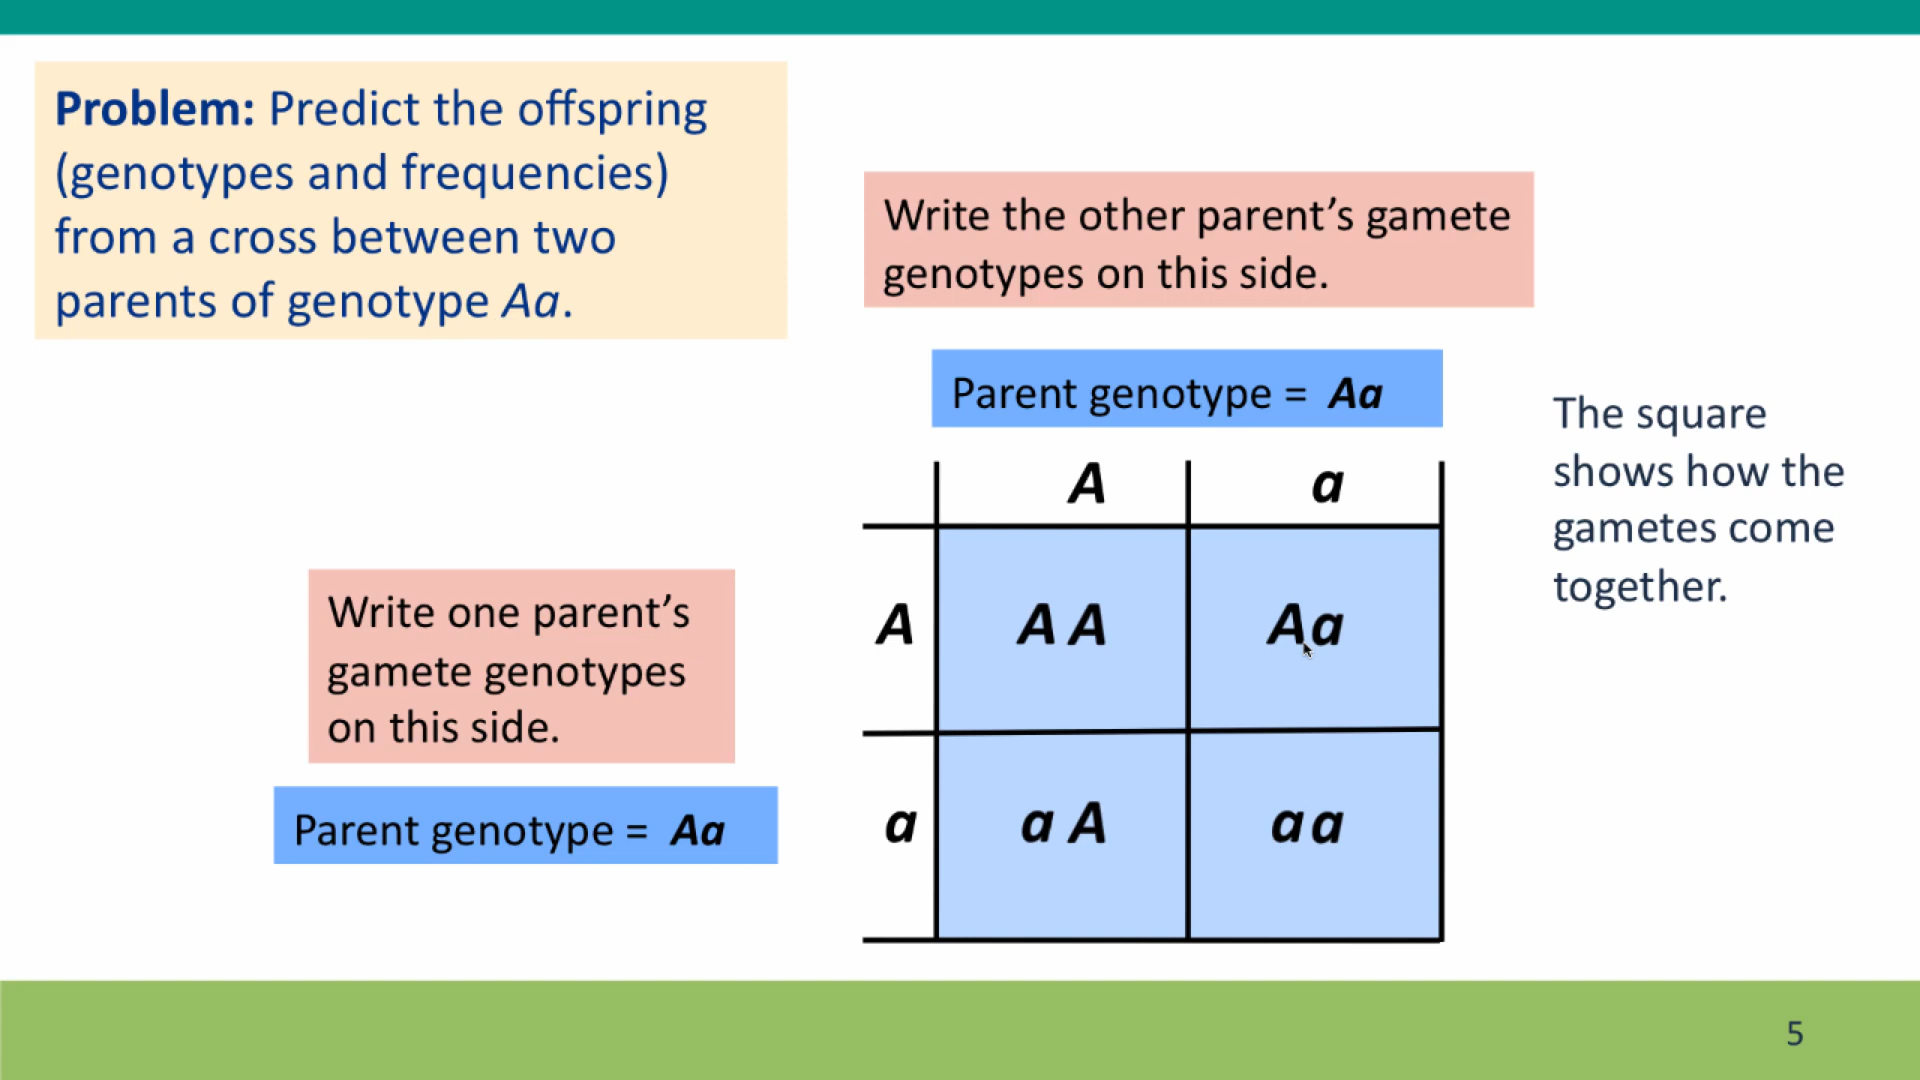 Problem: Predict the offspring
(genotypes and frequencies)
from a cross between two
parents of genotype Aa.
Write the other parent’s gamete
genotypes on this side.
Parent genotype = Aa
The square
shows how the
gametes come
together.
Write one parent’s
gamete genotypes
on this side.
Parent genotype = Aa
A a
A A A A a
a a A a a
5